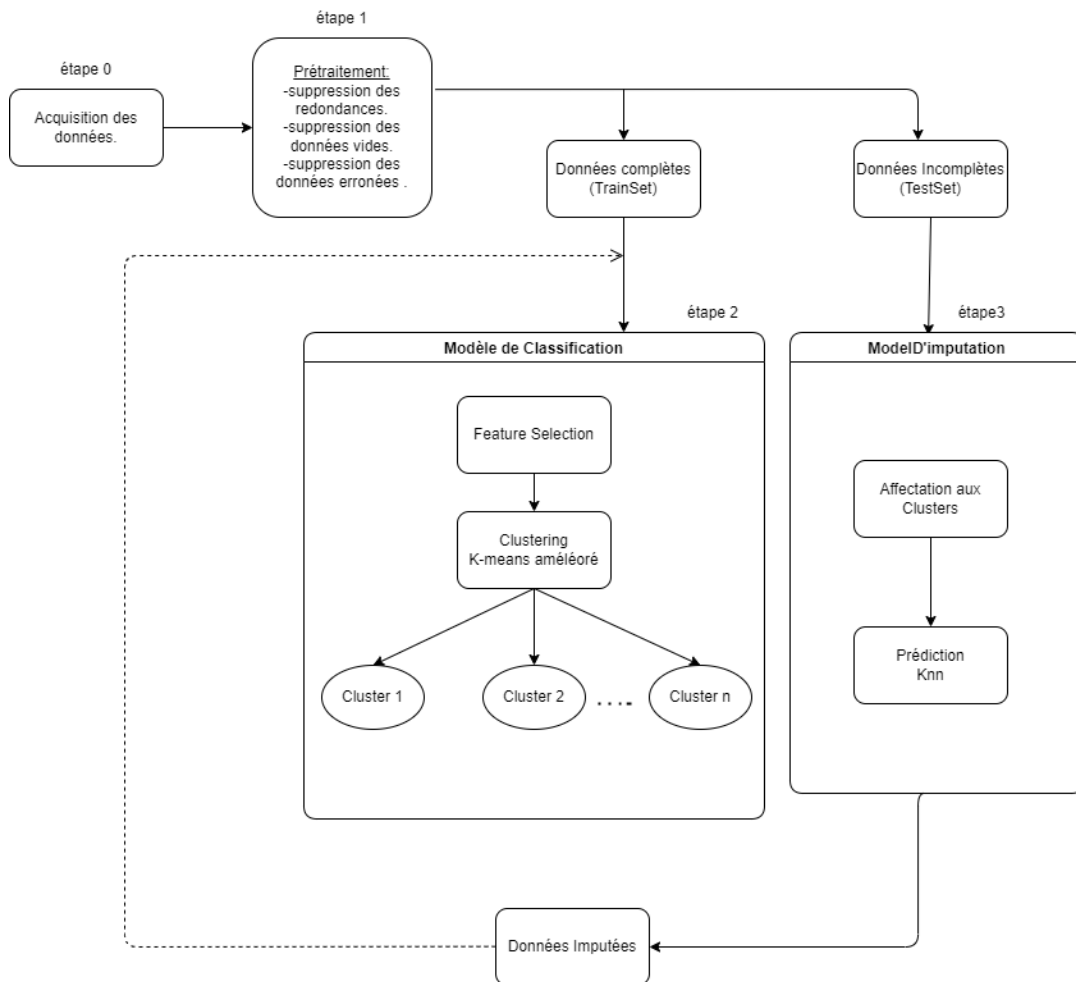 étape 1
étape 0
Acquisition des
données.
Prétraitement:
-suppression des
redondances.
-suppression des
données vides.
-suppression des
données erronées .
Données complètes
(TrainSet)
Données Incomplètes
(TestSet)
étape 2
Modèle de Classification
Feature Selection
Clustering
K-means améléoré
Cluster 1
Cluster 2
.....
Cluster n
étape3
ModelD'imputation
Affectation aux
Clusters
Prédiction
Knn
Données Imputées